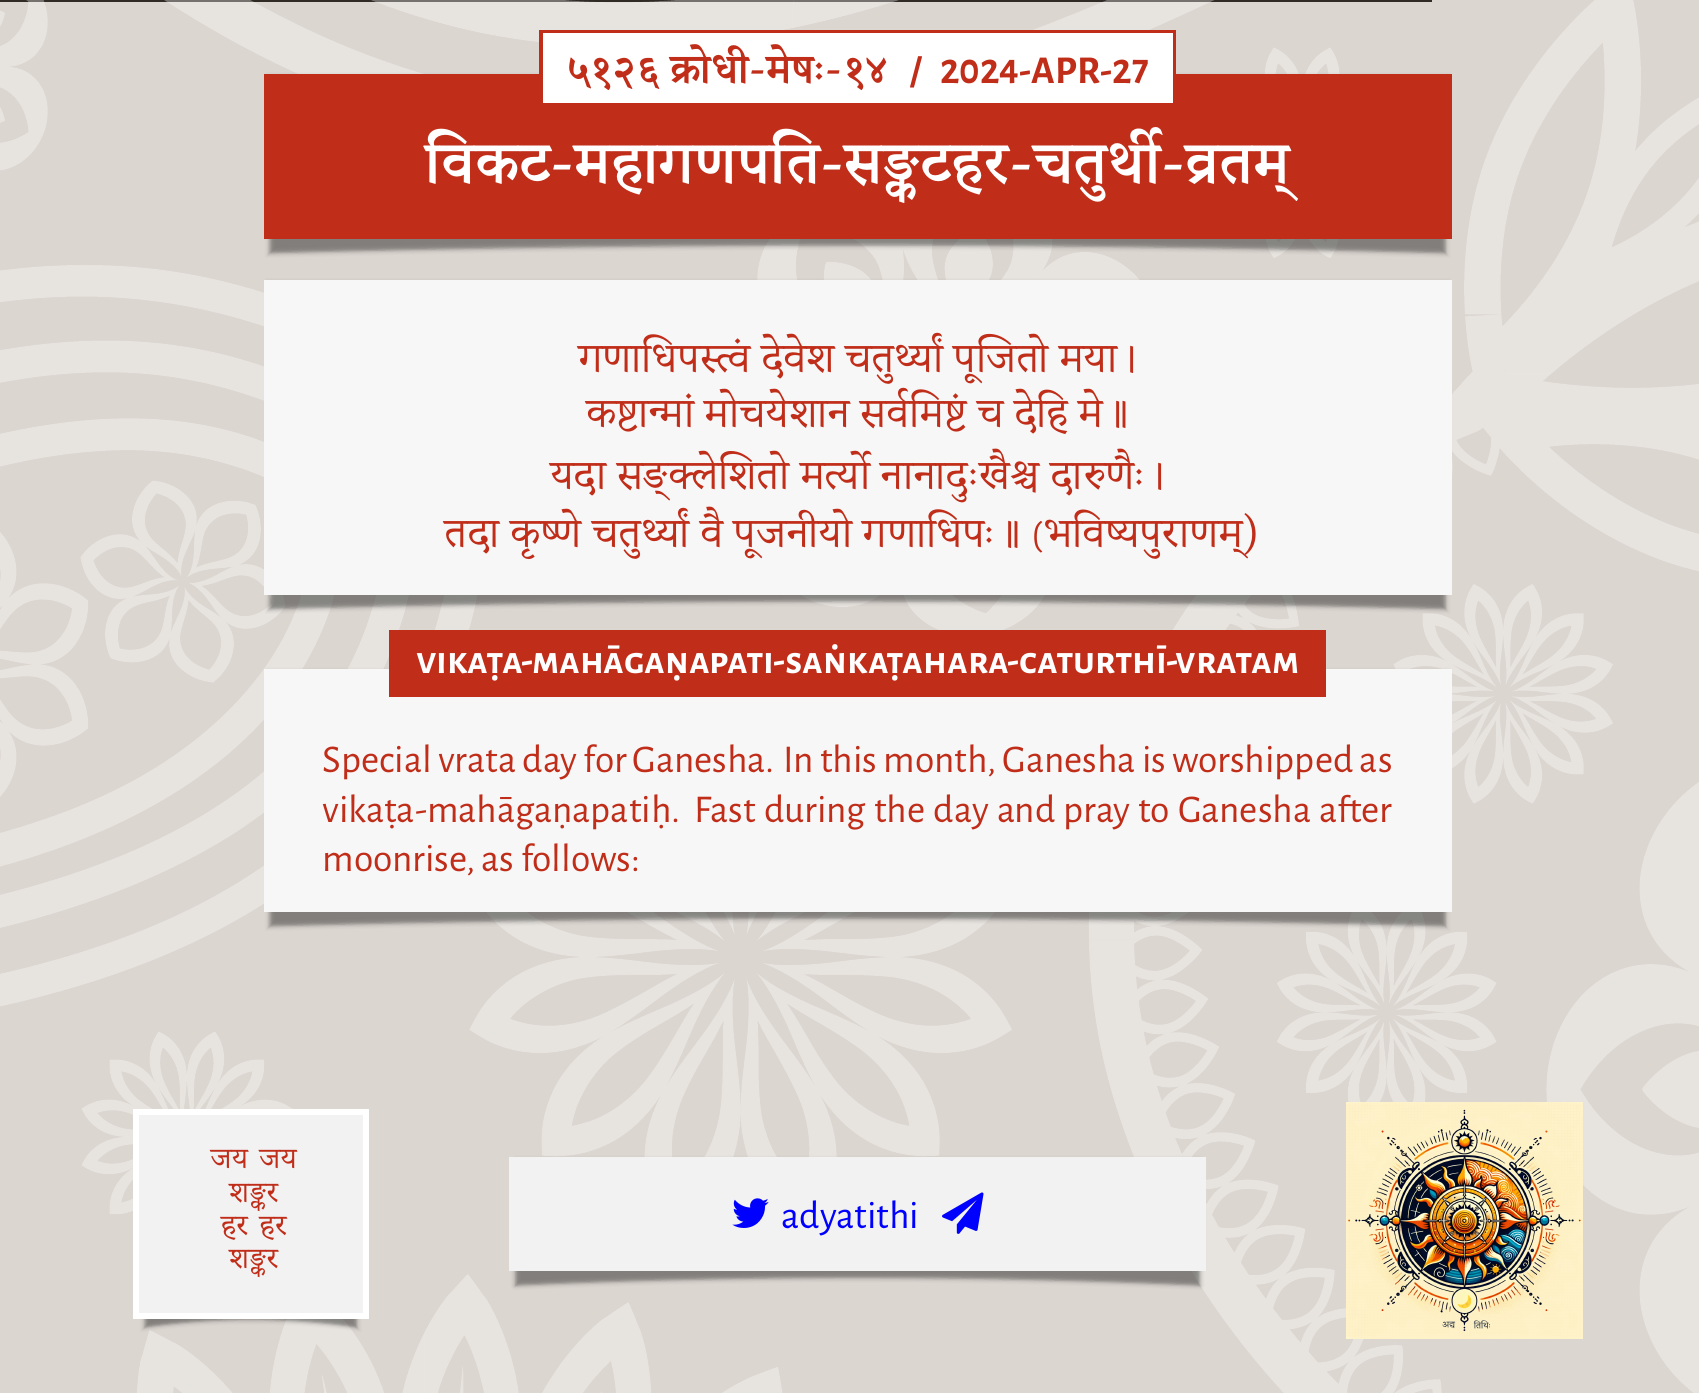 ५१२६ क्रोधी-मेषः-१४ / 2024-APR-27
विकट-महागणपति-सङ्कटहर-चतुर्थी-व्रतम्
गणाधिपस्त्वं देवेश चतुर्थ्यां पूजितो मया।
कष्टान्मां मोचयेशान सर्वमिष्टं च देहि मे॥
यदा सङ्क्लेशितो मर्त्यो नानादुःखैश्च दारुणैः।
तदा कृष्णे चतुर्थ्यां वै पूजनीयो गणाधिपः॥ (भविष्यपुराणम्)
VIKAṬA-MAHĀGAṆAPATI-SAṄKAṬAHARA-CATURTHĪ-VRATAM
Special vrata day for Ganesha. In this month, Ganesha is worshipped as
vikaṭa-mahāgaṇapatiḥ. Fast during the day and pray to Ganesha after
moonrise, as follows:
जय जय
शङ्कर
हर हर
शङ्कर
adyatithi
अद्य तिथिः